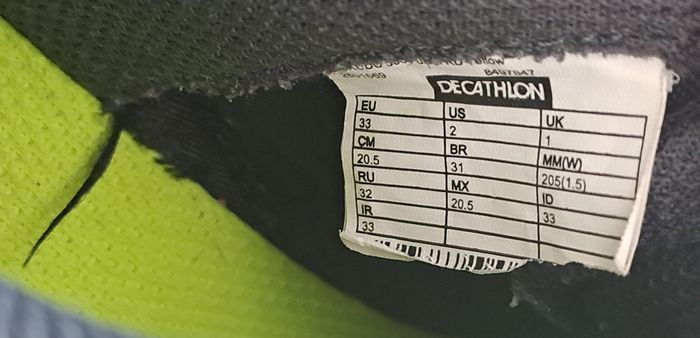 8497847
DECATHLON
EU US UK
33 2 1
CM BR MM(W)
20.5 31 205(1.5)
RU MX ID
32 20.5 33
IR
33